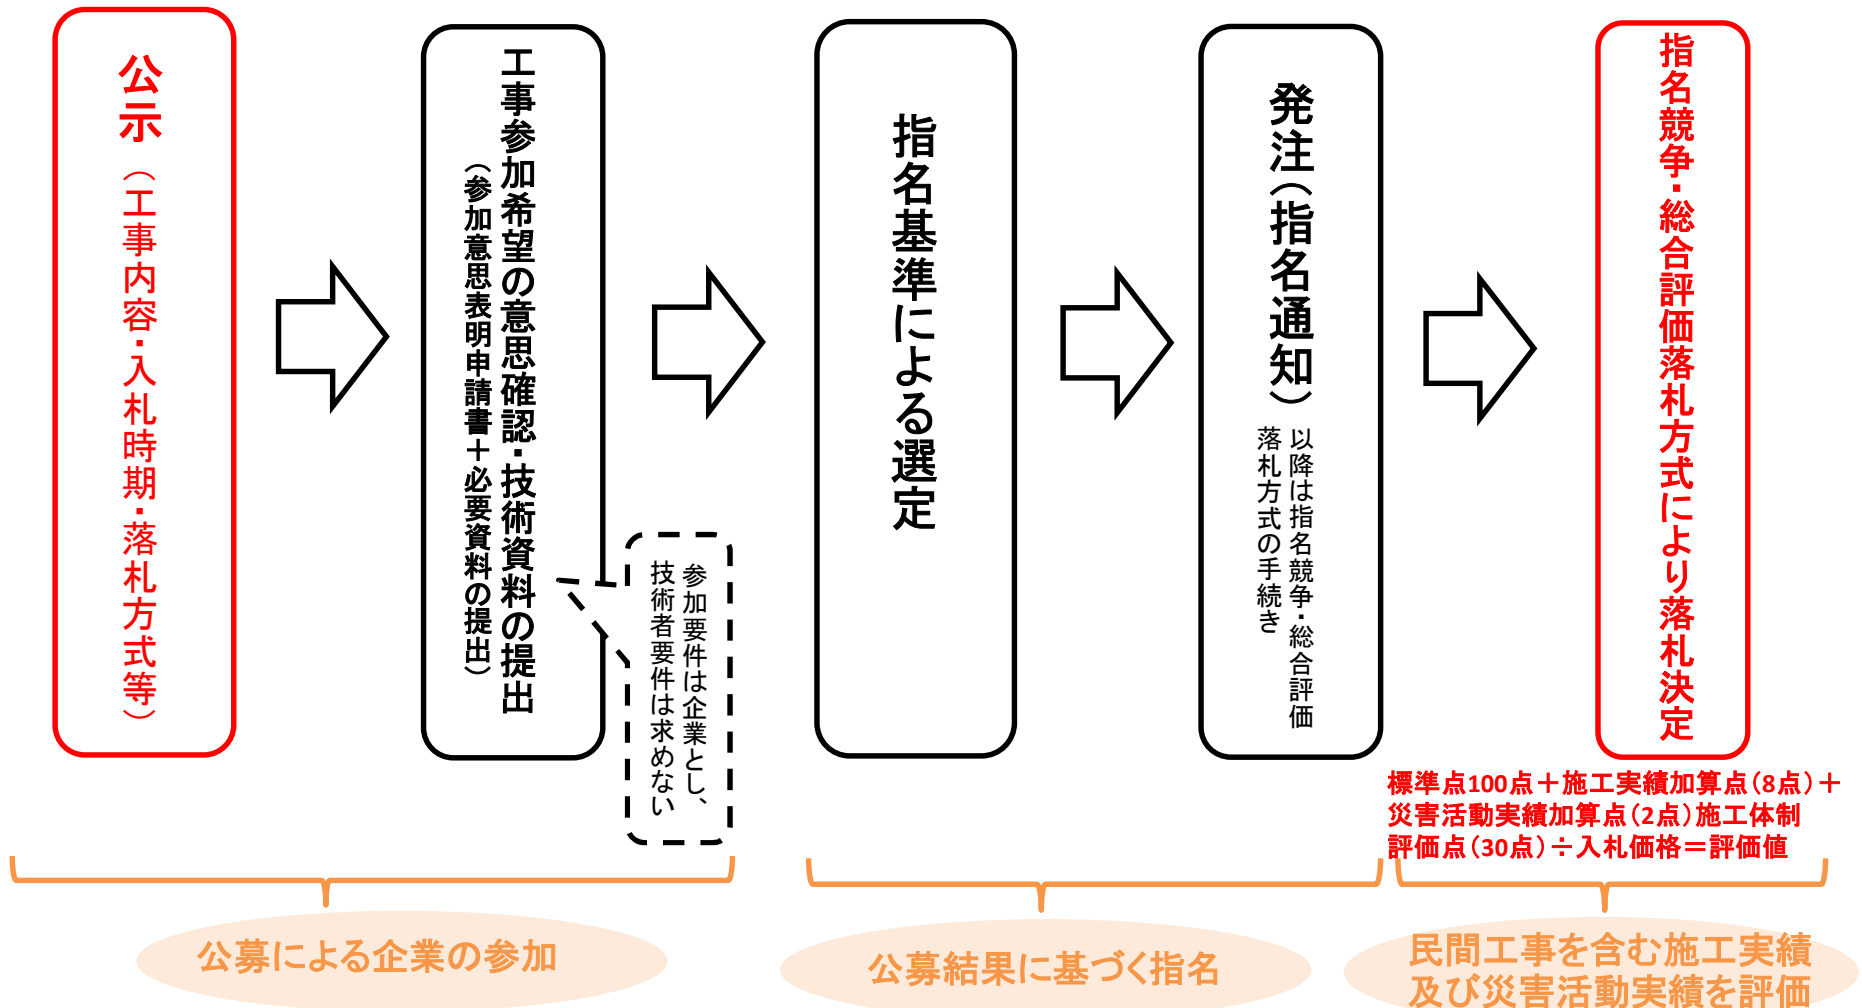 公示（工事内容・入札時期・落札方式等）
工事参加希望の意思確認・技術資料の提出
（参加意思表明申請書＋必要資料の提出）
参加要件は企業とし、
技術者要件は求めない
指名基準による選定
発注（指名通知）
以降は指名競争・総合評価
落札方式の手続き
指名競争・総合評価落札方式により落札決定
標準点100点＋施工実績加算点（8点）＋
災害活動実績加算点（2点）施工体制
評価点（30点）÷入札価格＝評価値
公募による企業の参加
公募結果に基づく指名
民間工事を含む施工実績
及び災害活動実績を評価